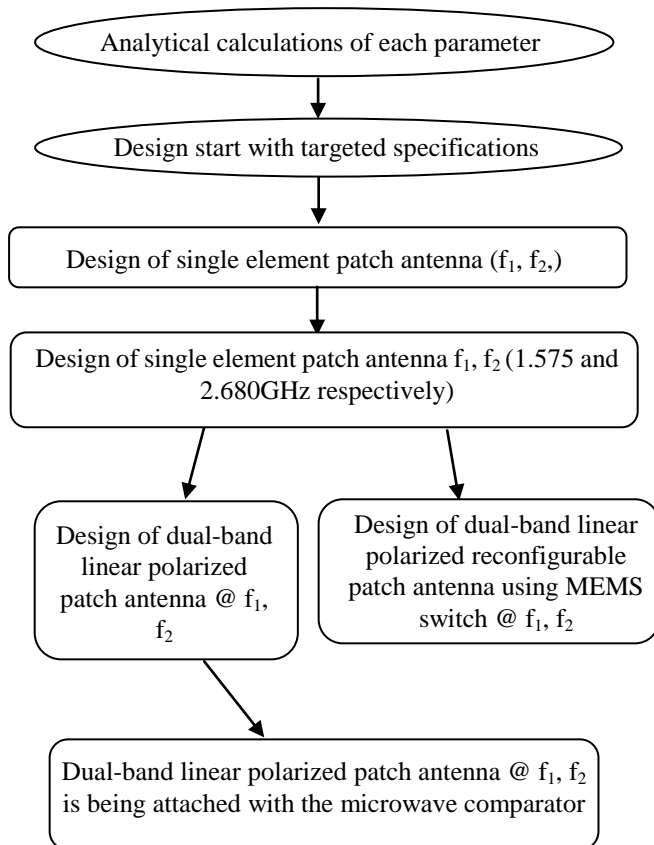 Analytical calculations of each parameter
Design start with targeted specifications
Design of single element patch antenna (f₁, f₂,)
Design of single element patch antenna f₁, f₂ (1.575 and
2.680GHz respectively)
Design of dual-band
linear polarized
patch antenna @ f₁,
f₂
Design of dual-band linear
polarized reconfigurable
patch antenna using MEMS
switch @ f₁, f₂
Dual-band linear polarized patch antenna @ f₁, f₂
is being attached with the microwave comparator